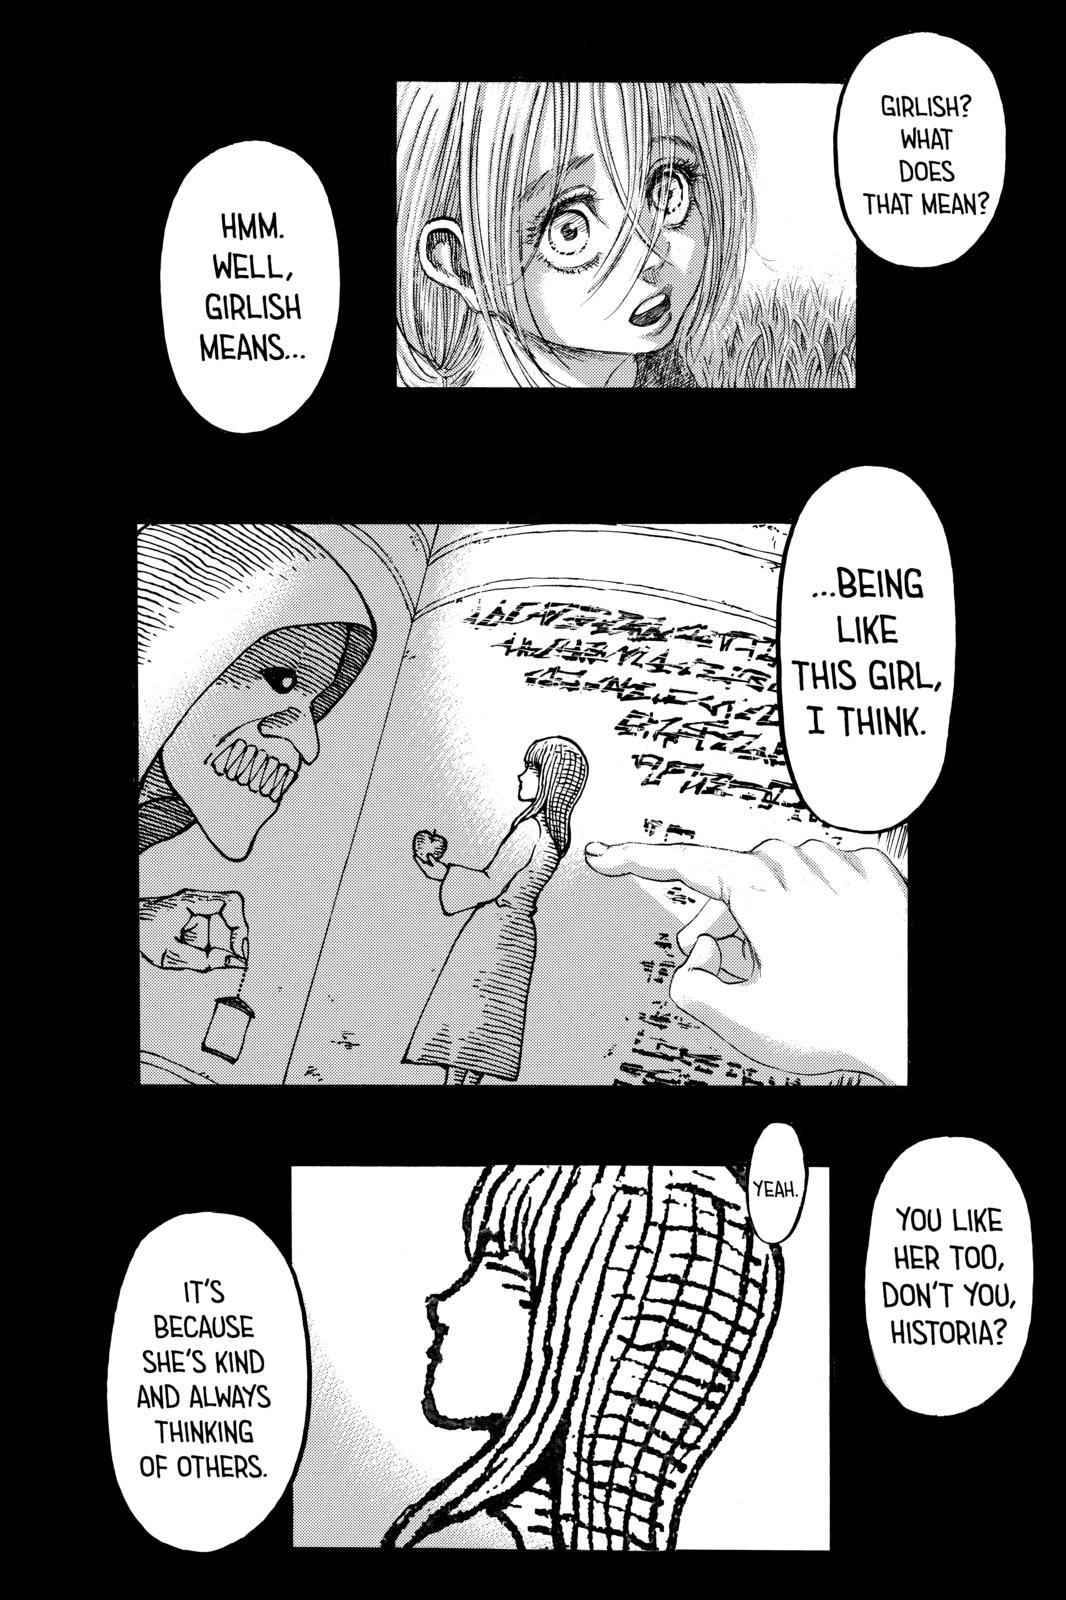 GIRLISH?
WHAT
DOES
THAT MEAN?
HMM.
WELL,
GIRLISH
MEANS...
...BEING
LIKE
THIS GIRL,
I THINK.
YOU LIKE
HER TOO,
DON'T YOU,
HISTORIA?
YEAH.
IT'S
BECAUSE
SHE'S KIND
AND ALWAYS
THINKING
OF OTHERS.